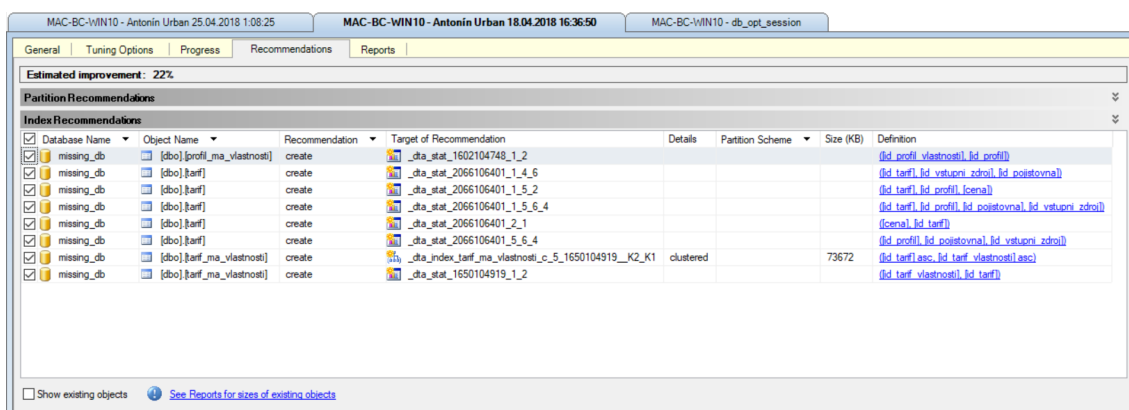 MAC-BC-WIN10 - Antonín Urban 25.04.2018 1:08:25 MAC-BC-WIN10 - Antonín Urban 18.04.2018 16:36:50 MAC-BC-WIN10 - db_opt_session
General Tuning Options Progress Recommendations Reports
Estimated improvement: 22%
Partition Recommendations
Index Recommendations
Database Name Object Name Recommendation Target of Recommendation Details Partition Scheme Size (KB) Definition
missing_db [dbo].[profil_ma_vlastnosti] create _dta_stat_1602104748_1_2 ([id_profil_vlastnosti], [id_profil])
missing_db [dbo].[tarif] create _dta_stat_2066106401_1_4_6 ([id_tarif], [id_vstupni_zdroj], [id_pojistovna])
missing_db [dbo].[tarif] create _dta_stat_2066106401_1_5_2 ([id_tarif], [id_profil], [cena])
missing_db [dbo].[tarif] create _dta_stat_2066106401_1_5_6_4 ([id_tarif], [id_profil], [id_pojistovna], [id_vstupni_zdroj])
missing_db [dbo].[tarif] create _dta_stat_2066106401_2_1 ([cena], [id_tarif])
missing_db [dbo].[tarif] create _dta_stat_2066106401_5_6_4 ([id_profil], [id_pojistovna], [id_vstupni_zdroj])
missing_db [dbo].[tarif_ma_vlastnosti] create _dta_index_tarif_ma_vlastnosti_c_5_1650104919__K2_K1 clustered 73672 ([id_tarif] asc, [id_tarif_vlastnosti] asc)
missing_db [dbo].[tarif_ma_vlastnosti] create _dta_stat_1650104919_1_2 ([id_tarif_vlastnosti], [id_tarif])
Show existing objects See Reports for sizes of existing objects